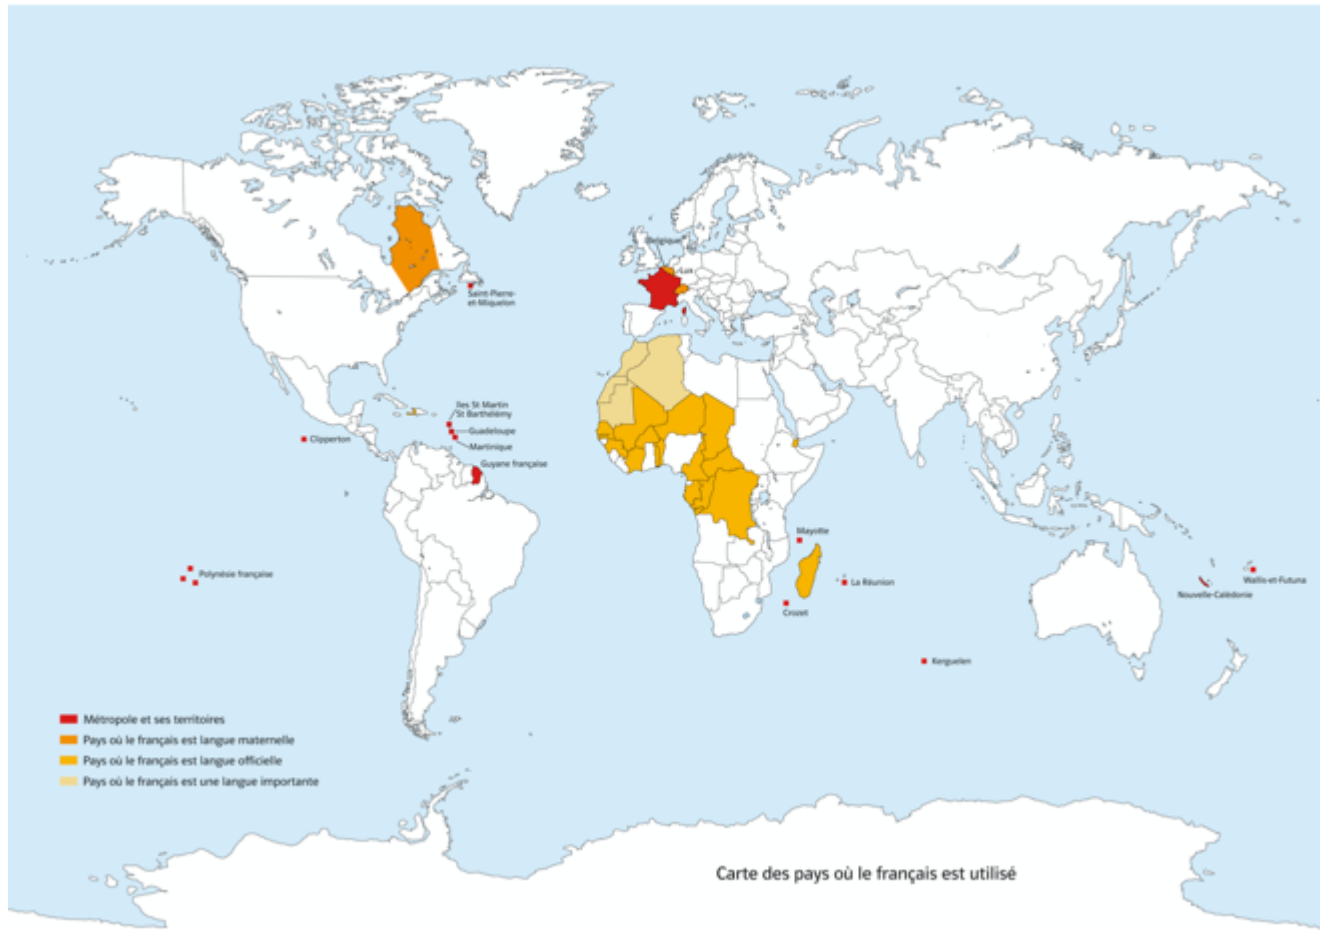 Belgique
Lux
Saint-Pierre-
et-Miquelon
Iles St Martin
St Barthélémy
Guadeloupe
Martinique
Clipperton
Guyane française
Mayotte
La Réunion
Crozet
Polynésie française
Wallis-et-Futuna
Nouvelle-Calédonie
Kerguelen
Métropole et ses territoires
Pays où le français est langue maternelle
Pays où le français est langue officielle
Pays où le français est une langue importante
Carte des pays où le français est utilisé